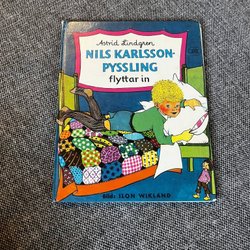 Astrid Lindgren
NILS KARLSSON-
PYSSLING
flyttar in
Bild: ILON WIKLAND